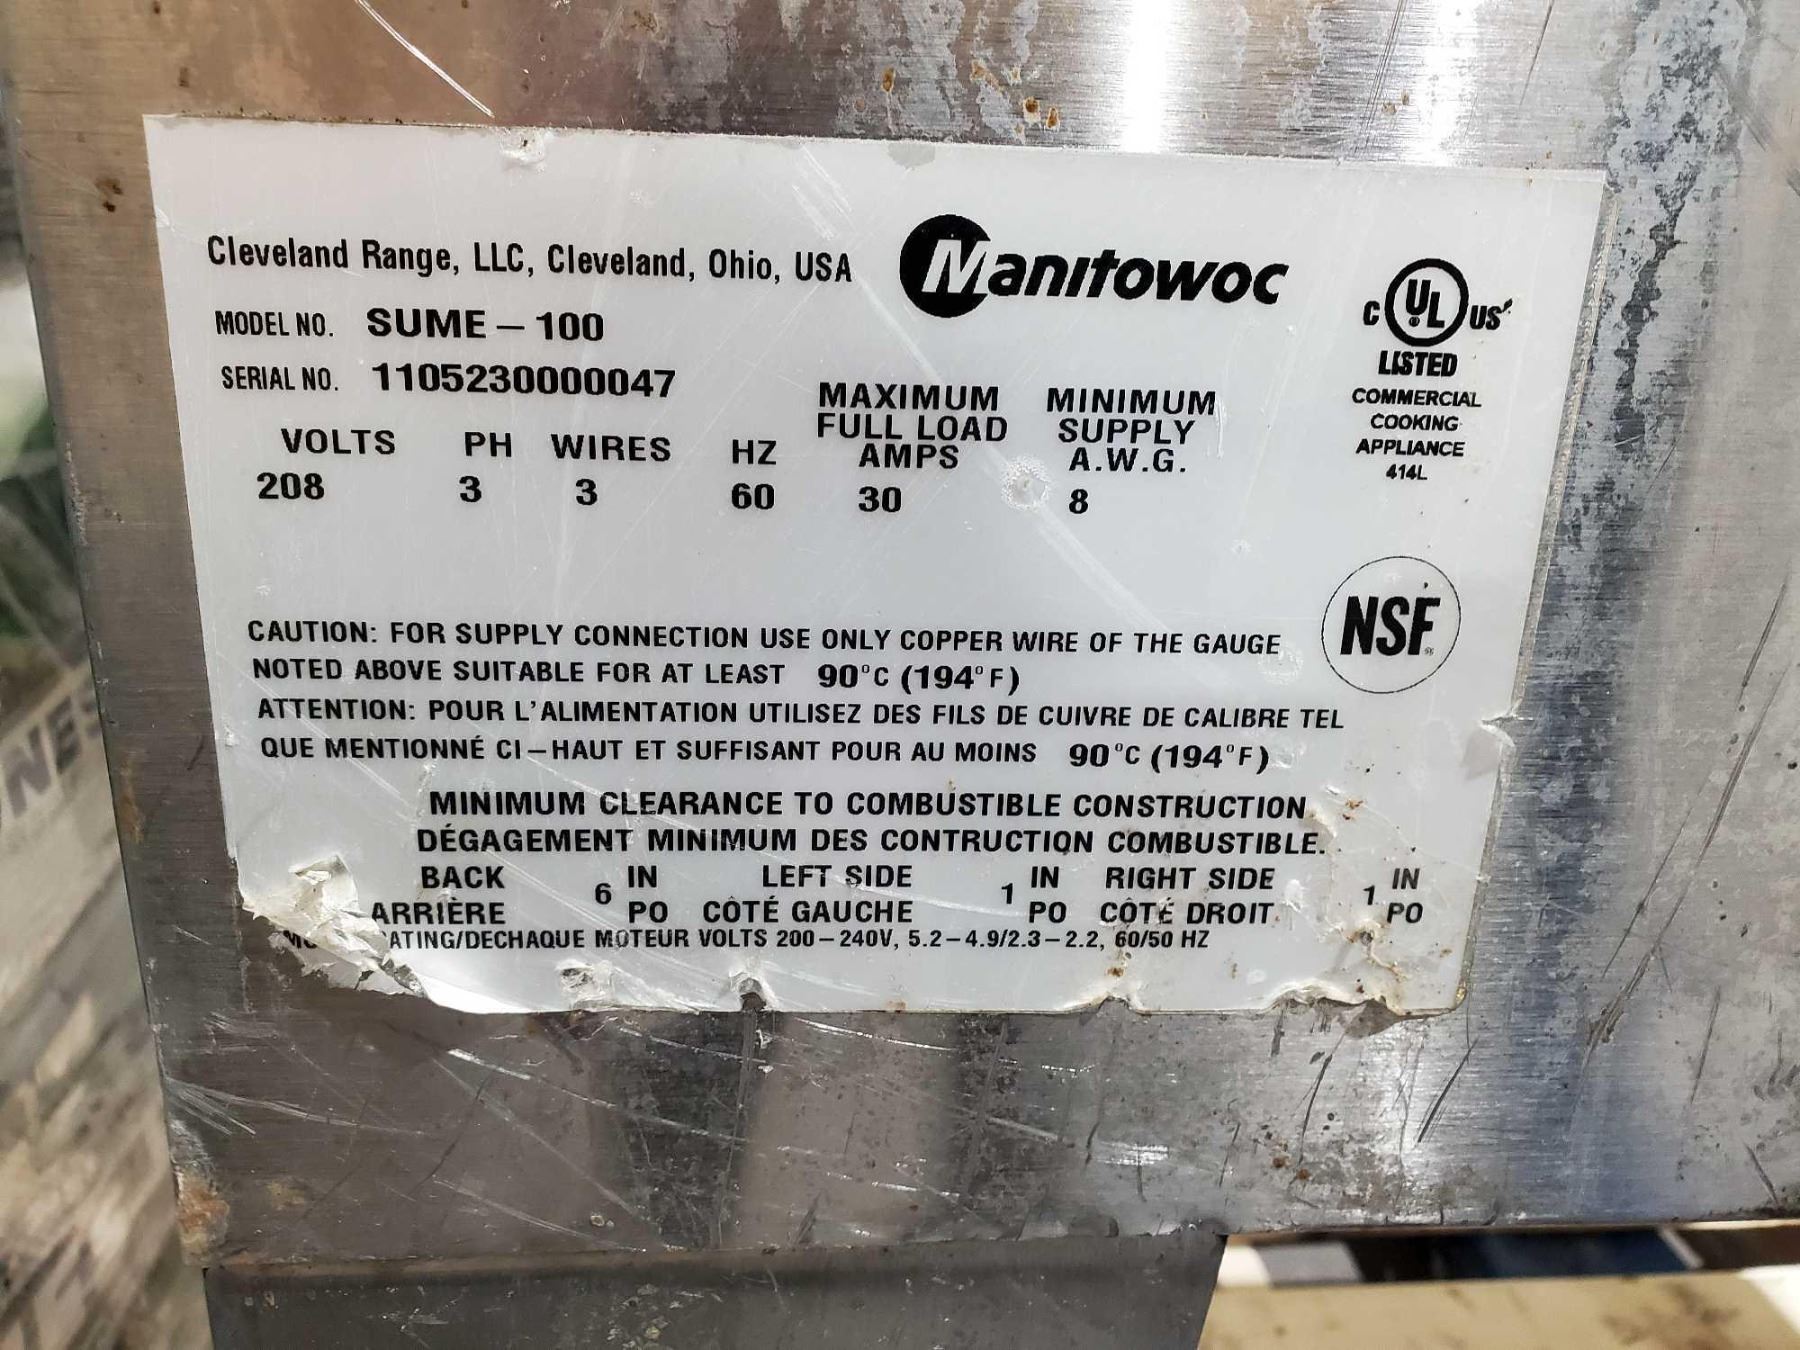 Cleveland Range, LLC, Cleveland, Ohio, USA Manitowoc
MODEL NO. SUME-100
SERIAL NO. 1105230000047
C UL US
LISTED
COMMERCIAL
COOKING
APPLIANCE
414L
VOLTS PH WIRES HZ MAXIMUM FULL LOAD AMPS MINIMUM SUPPLY A.W.G.
208 3 3 60 30 8
NSF
CAUTION: FOR SUPPLY CONNECTION USE ONLY COPPER WIRE OF THE GAUGE
NOTED ABOVE SUITABLE FOR AT LEAST 90°C (194°F)
ATTENTION: POUR L'ALIMENTATION UTILISEZ DES FILS DE CUIVRE DE CALIBRE TEL
QUE MENTIONNÉ CI-HAUT ET SUFFISANT POUR AU MOINS 90°C (194°F)
MINIMUM CLEARANCE TO COMBUSTIBLE CONSTRUCTION
DÉGAGEMENT MINIMUM DES CONTRUCTION COMBUSTIBLE.
BACK 6 IN LEFT SIDE 1 IN RIGHT SIDE 1 IN
ARRIÈRE PO CÔTÉ GAUCHE PO CÔTÉ DROIT PO
ATING/DECHAQUE MOTEUR VOLTS 200-240V, 5.2-4.9/2.3-2.2, 60/50 HZ